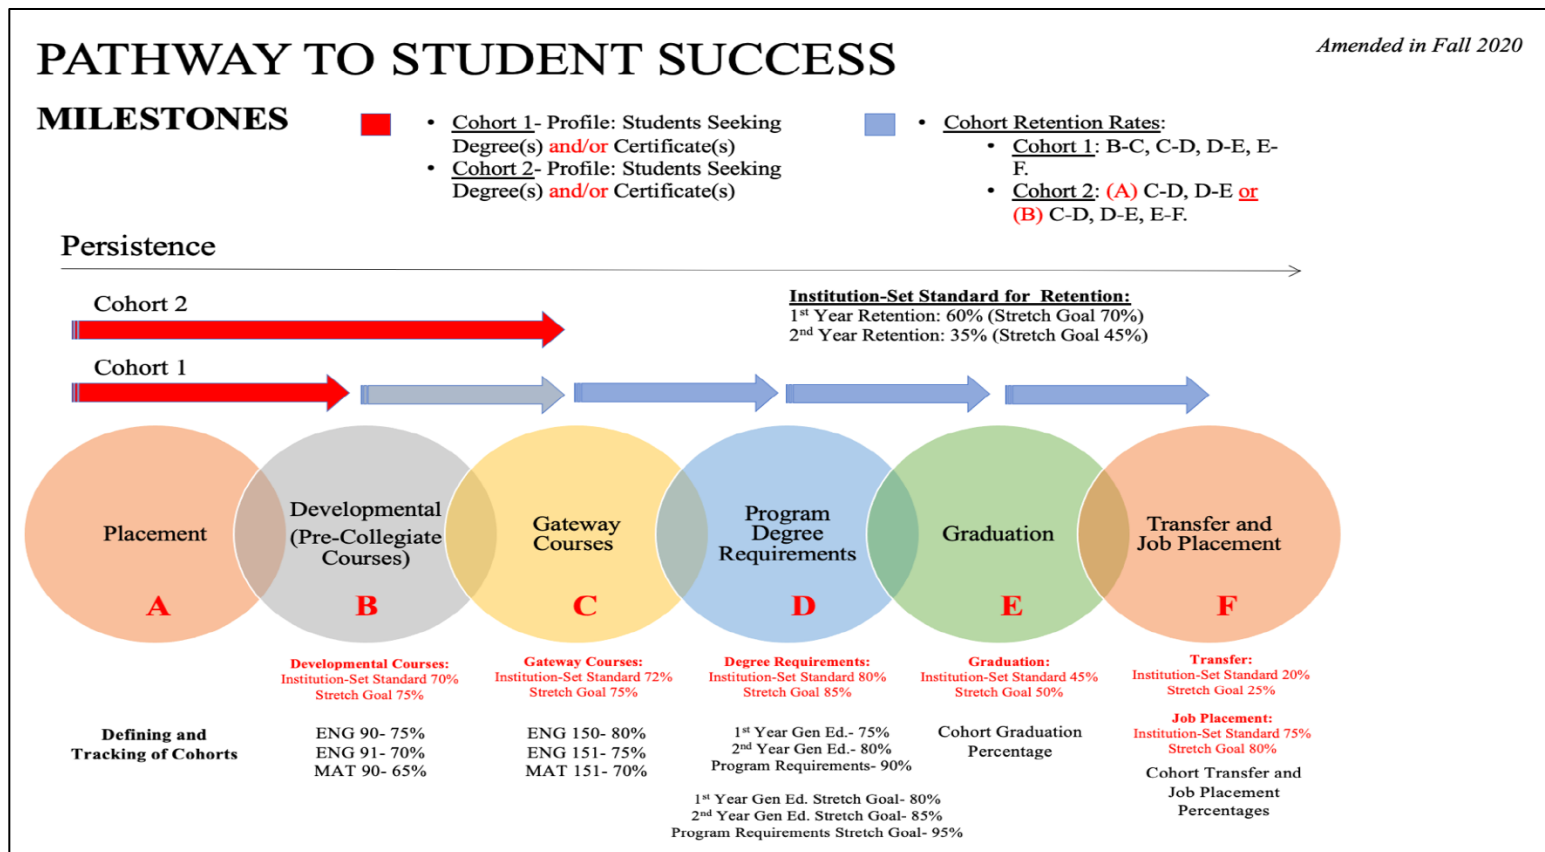 PATHWAY TO STUDENT SUCCESS
Amended in Fall 2020
MILESTONES
• Cohort 1- Profile: Students Seeking
Degree(s) and/or Certificate(s)
• Cohort 2- Profile: Students Seeking
Degree(s) and/or Certificate(s)
• Cohort Retention Rates:
• Cohort 1: B-C, C-D, D-E, E-
F.
• Cohort 2: (A) C-D, D-E or
(B) C-D, D-E, E-F.
Persistence
Cohort 2
Institution-Set Standard for Retention:
1st Year Retention: 60% (Stretch Goal 70%)
2nd Year Retention: 35% (Stretch Goal 45%)
Cohort 1
Placement
A
Developmental
(Pre-Collegiate
Courses)
B
Gateway
Courses
C
Program
Degree
Requirements
D
Graduation
E
Transfer and
Job Placement
F
Defining and
Tracking of Cohorts
Developmental Courses:
Institution-Set Standard 70%
Stretch Goal 75%
ENG 90- 75%
ENG 91- 70%
MAT 90- 65%
Gateway Courses:
Institution-Set Standard 72%
Stretch Goal 75%
ENG 150- 80%
ENG 151- 75%
MAT 151- 70%
Degree Requirements:
Institution-Set Standard 80%
Stretch Goal 85%
1st Year Gen Ed.- 75%
2nd Year Gen Ed.- 80%
Program Requirements- 90%
1st Year Gen Ed. Stretch Goal- 80%
2nd Year Gen Ed. Stretch Goal- 85%
Program Requirements Stretch Goal- 95%
Graduation:
Institution-Set Standard 45%
Stretch Goal 50%
Cohort Graduation
Percentage
Transfer:
Institution-Set Standard 20%
Stretch Goal 25%
Job Placement:
Institution-Set Standard 75%
Stretch Goal 80%
Cohort Transfer and
Job Placement
Percentages